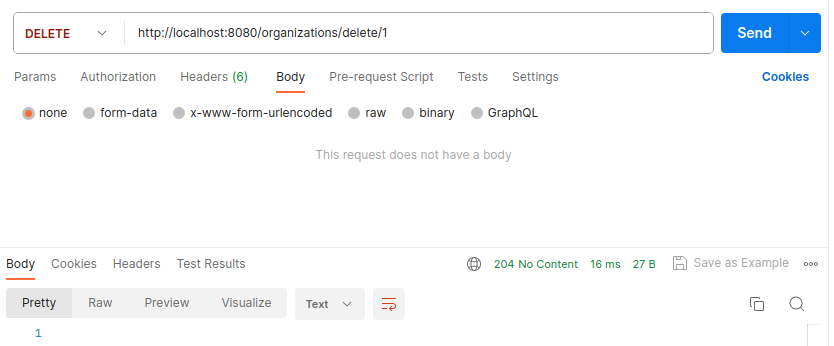 DELETE http://localhost:8080/organizations/delete/1 Send
Params Authorization Headers (6) Body Pre-request Script Tests Settings Cookies
none form-data x-www-form-urlencoded raw binary GraphQL
This request does not have a body
Body Cookies Headers Test Results 204 No Content 16 ms 27 B Save as Example
Pretty Raw Preview Visualize Text
1